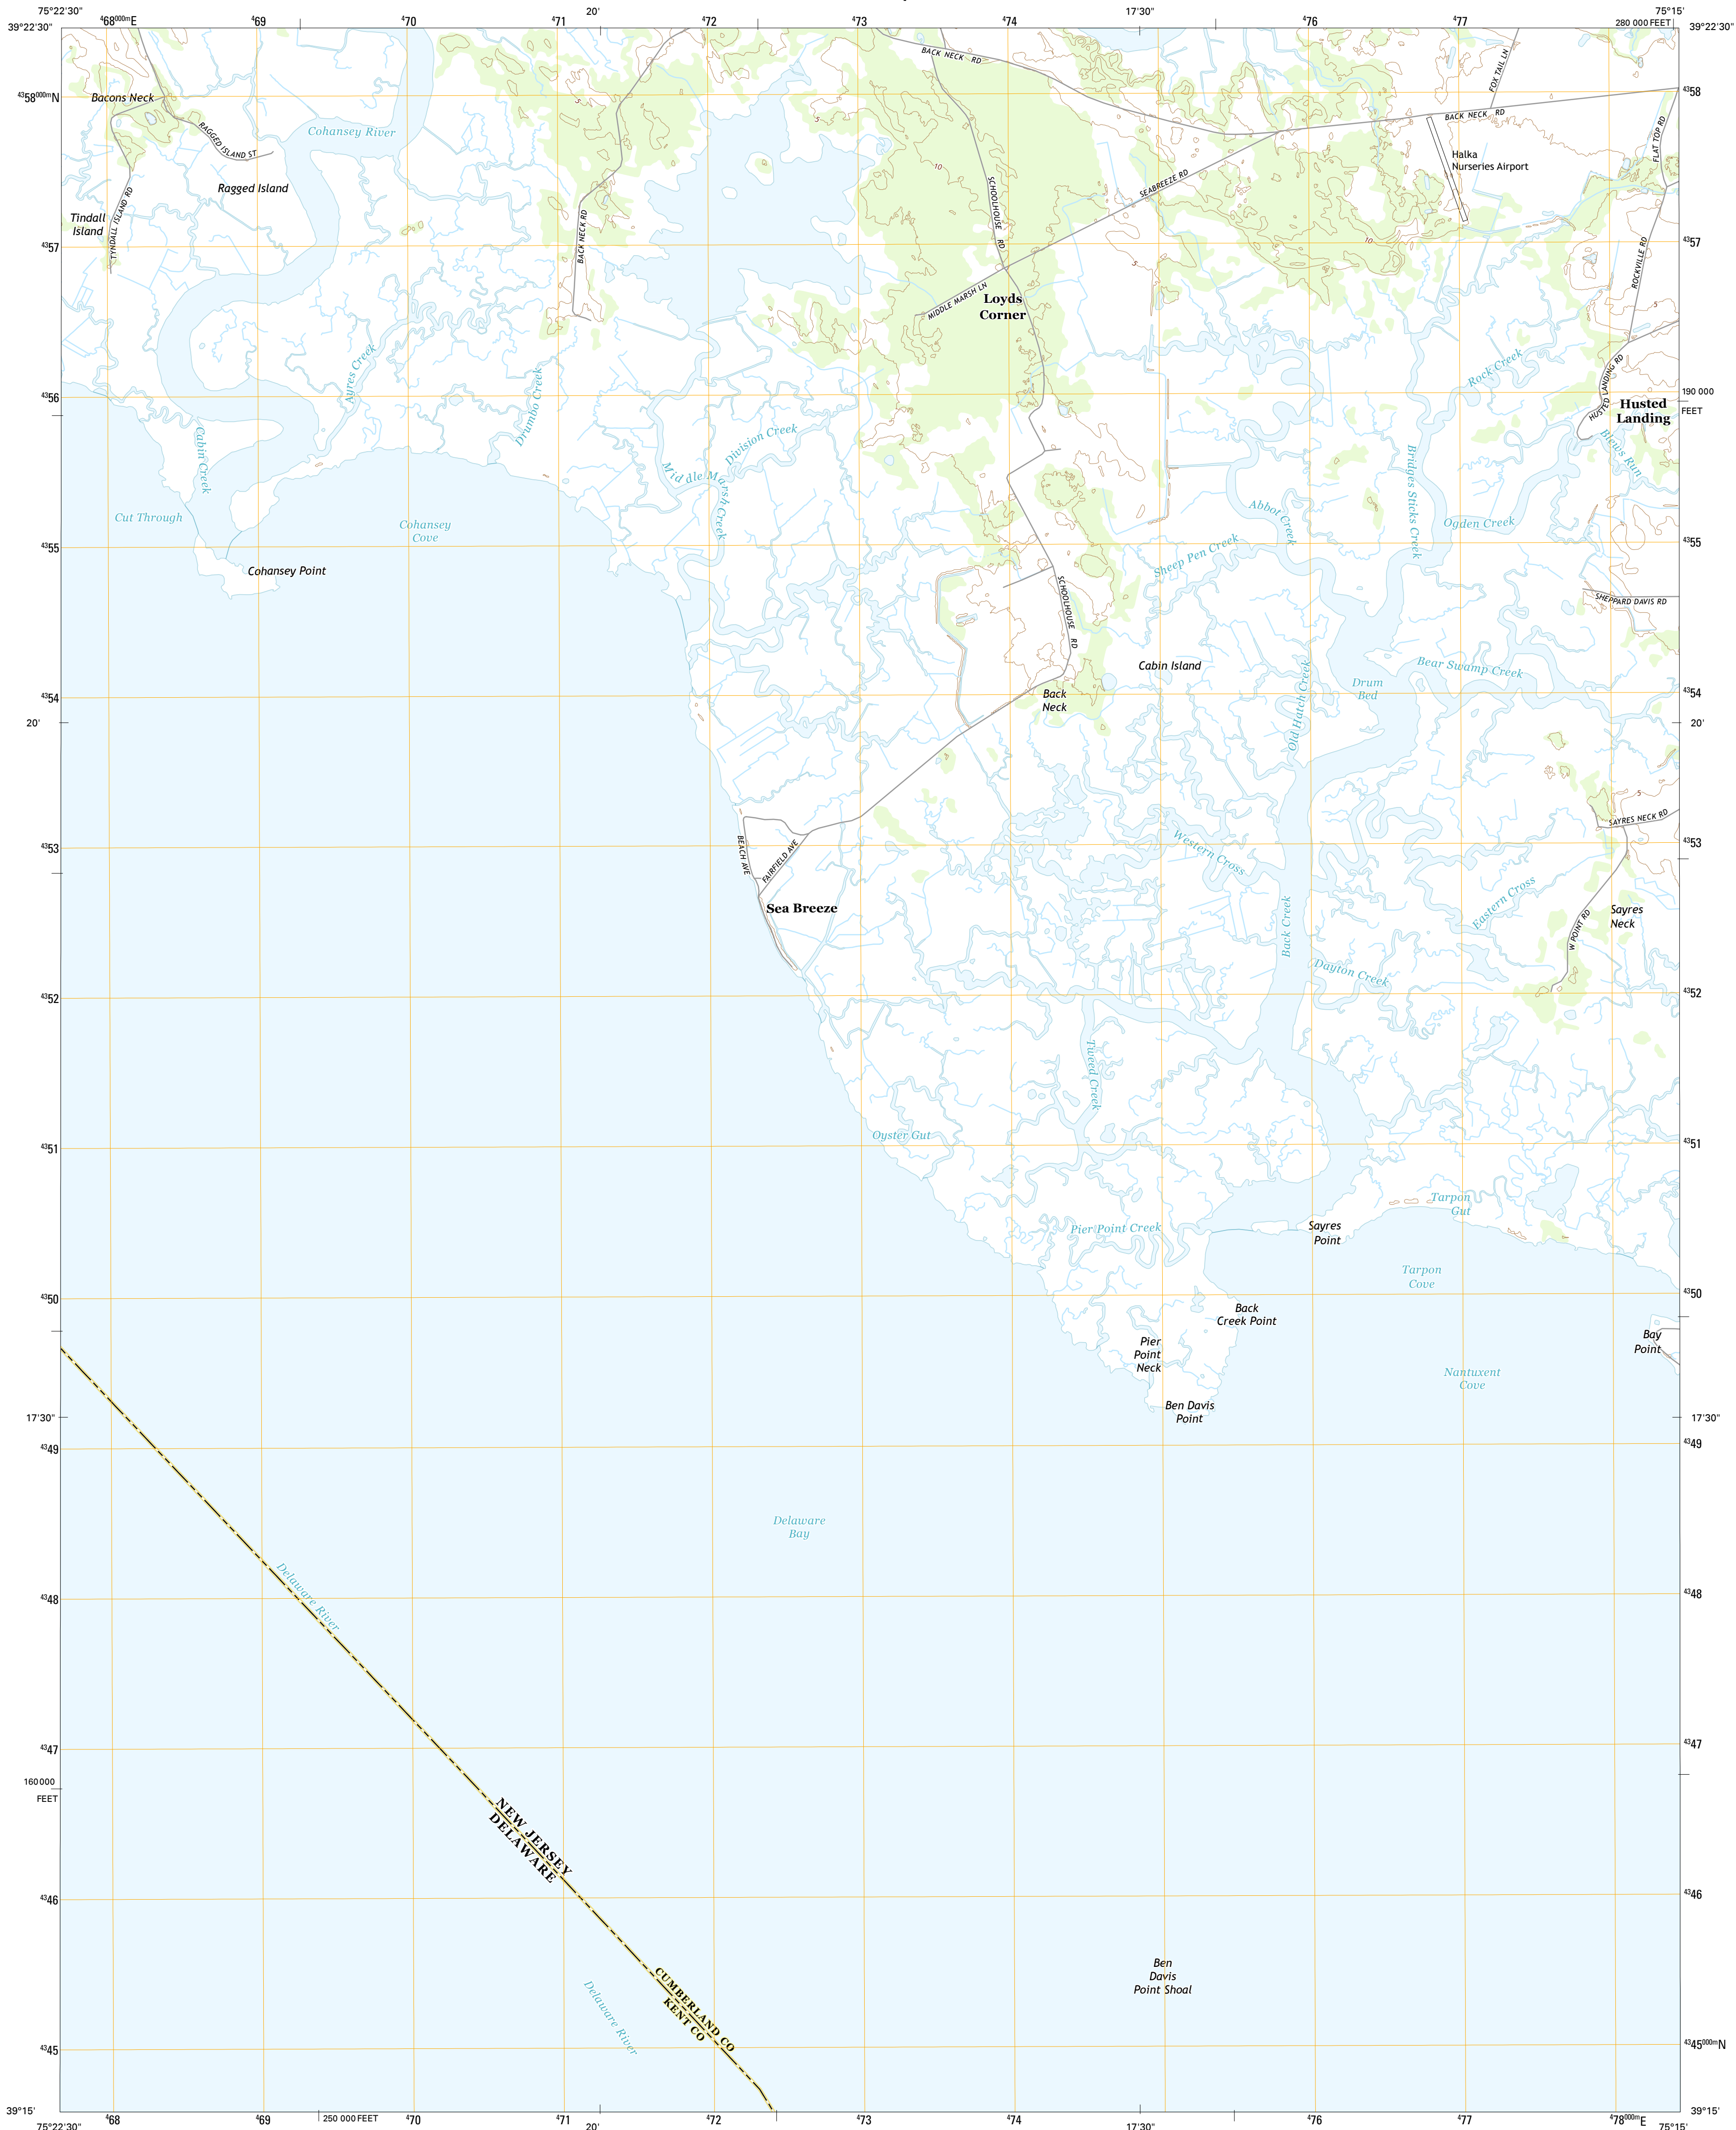 75°22'30"
⁴68⁰⁰⁰ᵐE
⁴69
⁴70
⁴71
20'
⁴72
⁴73
⁴74
17'30"
⁴76
⁴77
280 000 FEET
75°15'
39°22'30"
39°22'30"
BACK NECK RD
FOX TAIL LN
Bacons Neck
⁴³58⁰⁰⁰ᵐN
⁴³58
BACK NECK RD
FLAT TOP RD
RAGGED ISLAND ST
Cohansey River
Halka
Nurseries Airport
Ragged Island
SCHOOLHOUSE RD
SEABREEZE RD
10
5
5
TYNDALL ISLAND RD
Tindall
Island
BACK NECK RD
⁴³57
⁴³57
10
5
ROCKVILLE RD
MIDDLE MARSH LN
Loyds
Corner
5
Ayres Creek
Drumbo Creek
Rock Creek
HUSTED LANDING RD
⁴³56
190 000
FEET
Husted
Landing
Cabin Creek
Division Creek
Middle Marsh Creek
Bridges Sticks Creek
Blews Run
Cut Through
Cohansey
Cove
Abbot Creek
Ogden Creek
⁴³55
⁴³55
Sheep Pen Creek
Cohansey Point
SCHOOLHOUSE RD
SHEPPARD DAVIS RD
Cabin Island
Bear Swamp Creek
Old Hatch Creek
Drum
Bed
Back
Neck
⁴³54
⁴³54
20'
20'
5
SAYRES NECK RD
⁴³53
⁴³53
BEACH AVE
FAIRFIELD AVE
Western Cross
Eastern Cross
Sea Breeze
Back Creek
W POINT RD
Sayres
Neck
Dayton Creek
⁴³52
⁴³52
Tweed Creek
Oyster Gut
⁴³51
⁴³51
Tarpon
Gut
Pier Point Creek
Sayres
Point
Tarpon
Cove
⁴³50
⁴³50
Back
Creek Point
Pier
Point
Neck
Bay
Point
Nantuxent
Cove
Ben Davis
Point
17'30"
17'30"
⁴³49
⁴³49
Delaware
Bay
Delaware River
⁴³48
⁴³48
⁴³47
⁴³47
160 000
FEET
NEW JERSEY
DELAWARE
⁴³46
⁴³46
CUMBERLAND CO
KENT CO
Ben
Davis
Point Shoal
Delaware River
⁴³45
⁴³45⁰⁰⁰ᵐN
39°15'
39°15'
75°22'30"
⁴68
⁴69
250 000 FEET
⁴70
⁴71
20'
⁴72
⁴73
⁴74
17'30"
⁴76
⁴77
⁴78⁰⁰⁰ᵐE
75°15'